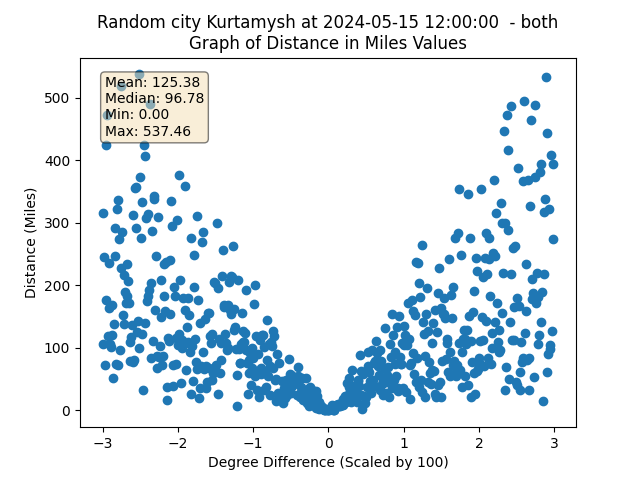 Random city Kurtamysh at 2024-05-15 12:00:00  - both
Graph of Distance in Miles Values
Mean: 125.38
Median: 96.78
Min: 0.00
Max: 537.46
Distance (Miles)
500
400
300
200
100
0
−3 −2 −1 0 1 2 3
Degree Difference (Scaled by 100)